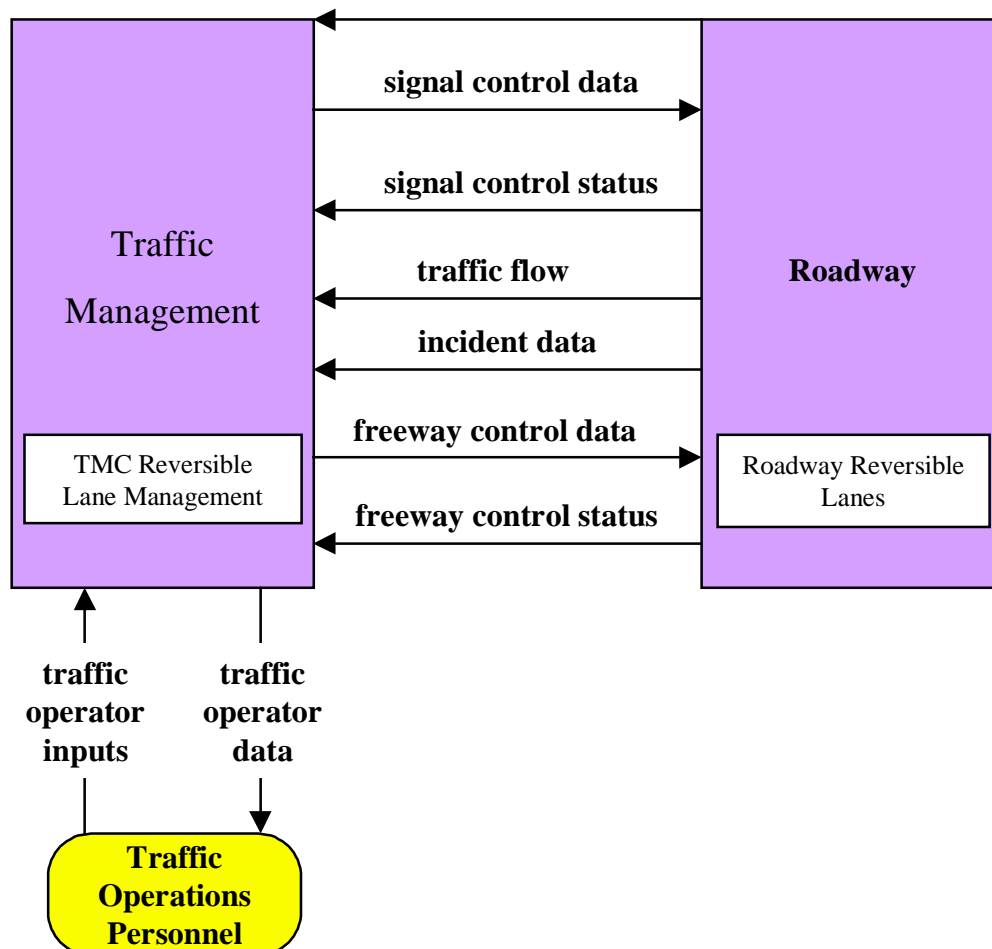 signal control data
signal control status
traffic flow
incident data
freeway control data
freeway control status
Traffic
Management
TMC Reversible
Lane Management
Roadway
Roadway Reversible
Lanes
traffic
operator
inputs
traffic
operator
data
Traffic
Operations
Personnel